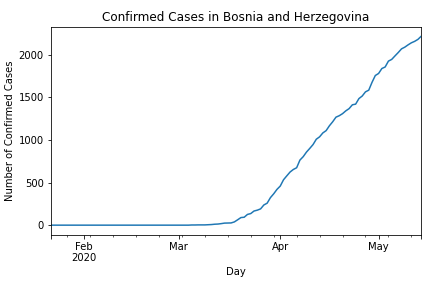 Confirmed Cases in Bosnia and Herzegovina
Number of Confirmed Cases
2000
1500
1000
500
0
Feb Mar Apr May
2020
Day